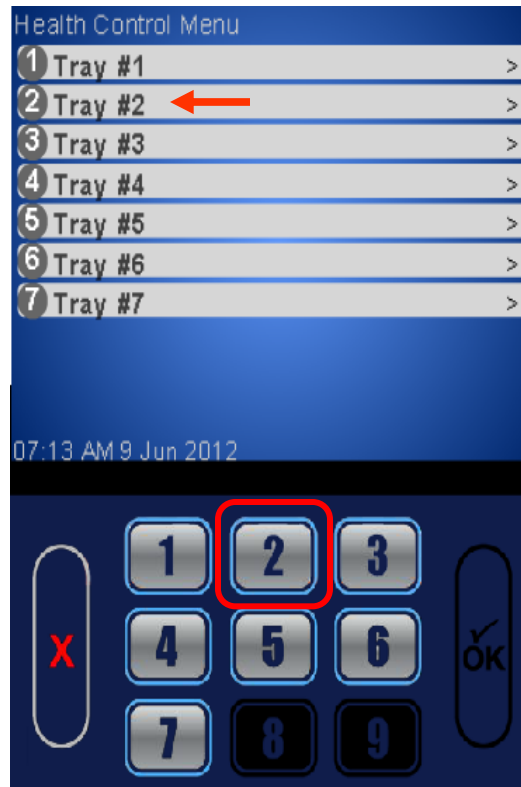 Health Control Menu
1 Tray #1 >
2 Tray #2 >
3 Tray #3 >
4 Tray #4 >
5 Tray #5 >
6 Tray #6 >
7 Tray #7 >
07:13 AM 9 Jun 2012
1 2 3
X 4 5 6 OK
7 8 9